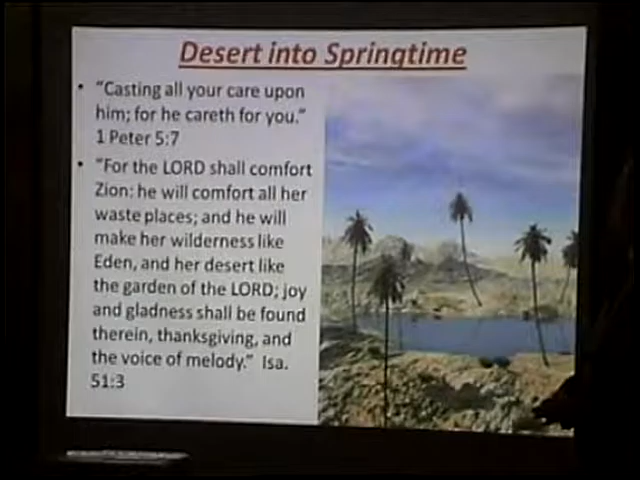 Desert into Springtime
• "Casting all your care upon
him; for he careth for you."
1 Peter 5:7
• "For the LORD shall comfort
Zion: he will comfort all her
waste places; and he will
make her wilderness like
Eden, and her desert like
the garden of the LORD; joy
and gladness shall be found
therein, thanksgiving, and
the voice of melody." Isa.
51:3